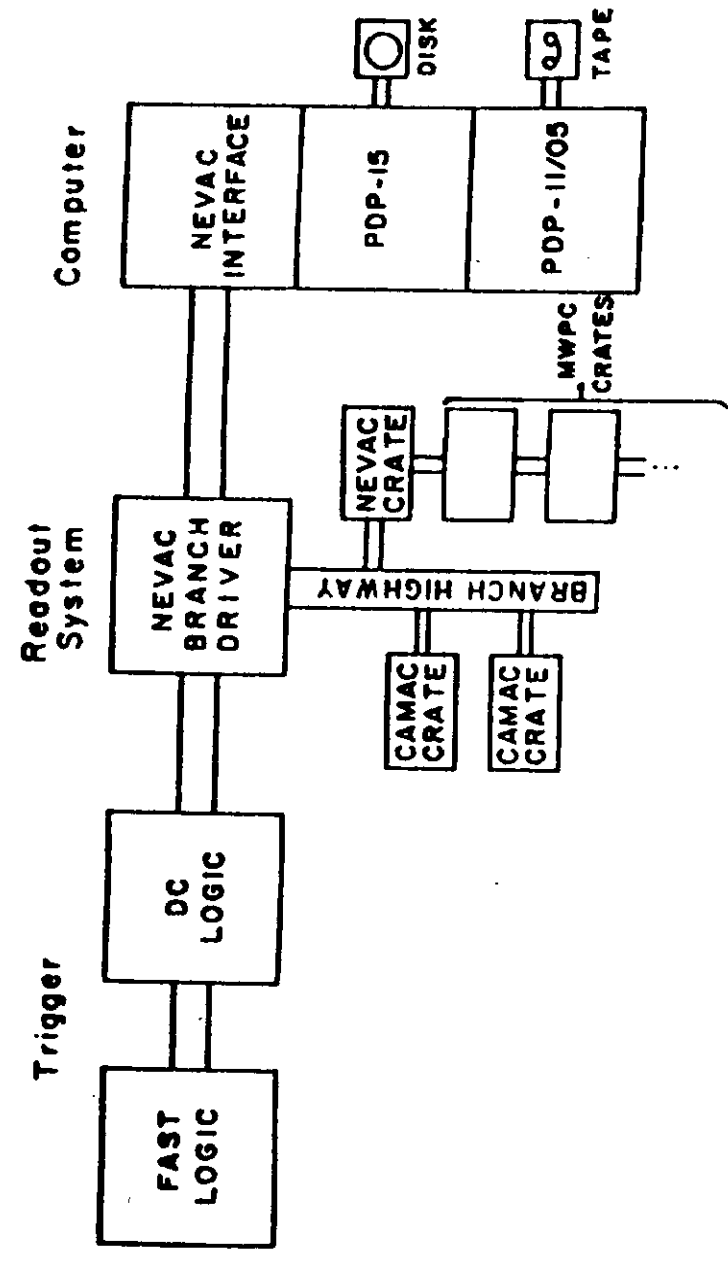 Trigger
Readout
System
Computer
FAST
LOGIC
DC
LOGIC
NEVAC
BRANCH
DRIVER
NEVAC
INTERFACE
PDP-15
PDP-11/05
DISK
TAPE
BRANCH HIGHWAY
CAMAC
CRATE
CAMAC
CRATE
NEVAC
CRATE
MWPC
CRATES
...